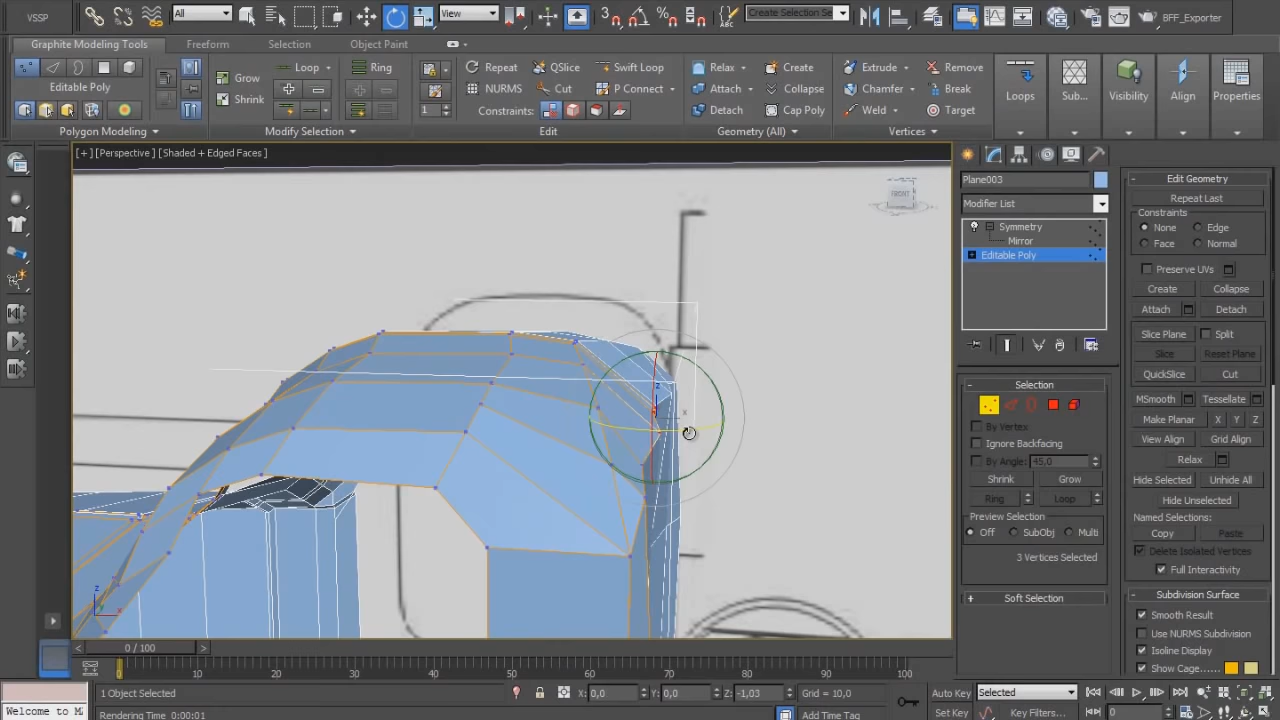 VSSP
All
View
Create Selection Se
BFF_Exporter
Graphite Modeling Tools
Freeform
Selection
Object Paint
Loop
Ring
Repeat
QSlice
Swift Loop
Relax
Create
Extrude
Remove
Editable Poly
Grow
NURMS
Cut
P Connect
Attach
Collapse
Chamfer
Break
Loops
Sub...
Visibility
Align
Properties
Shrink
1
Constraints:
Detach
Cap Poly
Weld
Target
Polygon Modeling
Modify Selection
Edit
Geometry (All)
Vertices
[+] [Perspective] [Shaded + Edged Faces]
FRONT
z
x
z
x
Plane003
Modifier List
Symmetry
Mirror
Editable Poly
Selection
By Vertex
Ignore Backfacing
By Angle: 45.0
Shrink
Grow
Ring
Loop
Preview Selection
Off
SubObj
Multi
3 Vertices Selected
Soft Selection
Edit Geometry
Repeat Last
Constraints
None
Edge
Face
Normal
Preserve UVs
Create
Collapse
Attach
Detach
Slice Plane
Split
Slice
Reset Plane
QuickSlice
Cut
MSmooth
Tessellate
Make Planar
X
Y
Z
View Align
Grid Align
Relax
Hide Selected
Unhide All
Hide Unselected
Named Selections:
Copy
Paste
Delete Isolated Vertices
Full Interactivity
Subdivision Surface
Smooth Result
Use NURMS Subdivision
Isoline Display
Show Cage......
0 / 100
0
10
20
30
40
50
60
70
80
90
100
1 Object Selected
X: 0,0
Y: 0,0
Z: -1,03
Grid = 10,0
Auto Key
Selected
Welcome to M
Rendering Time 0:00:01
Add Time Tag
Set Key
Key Filters...
0